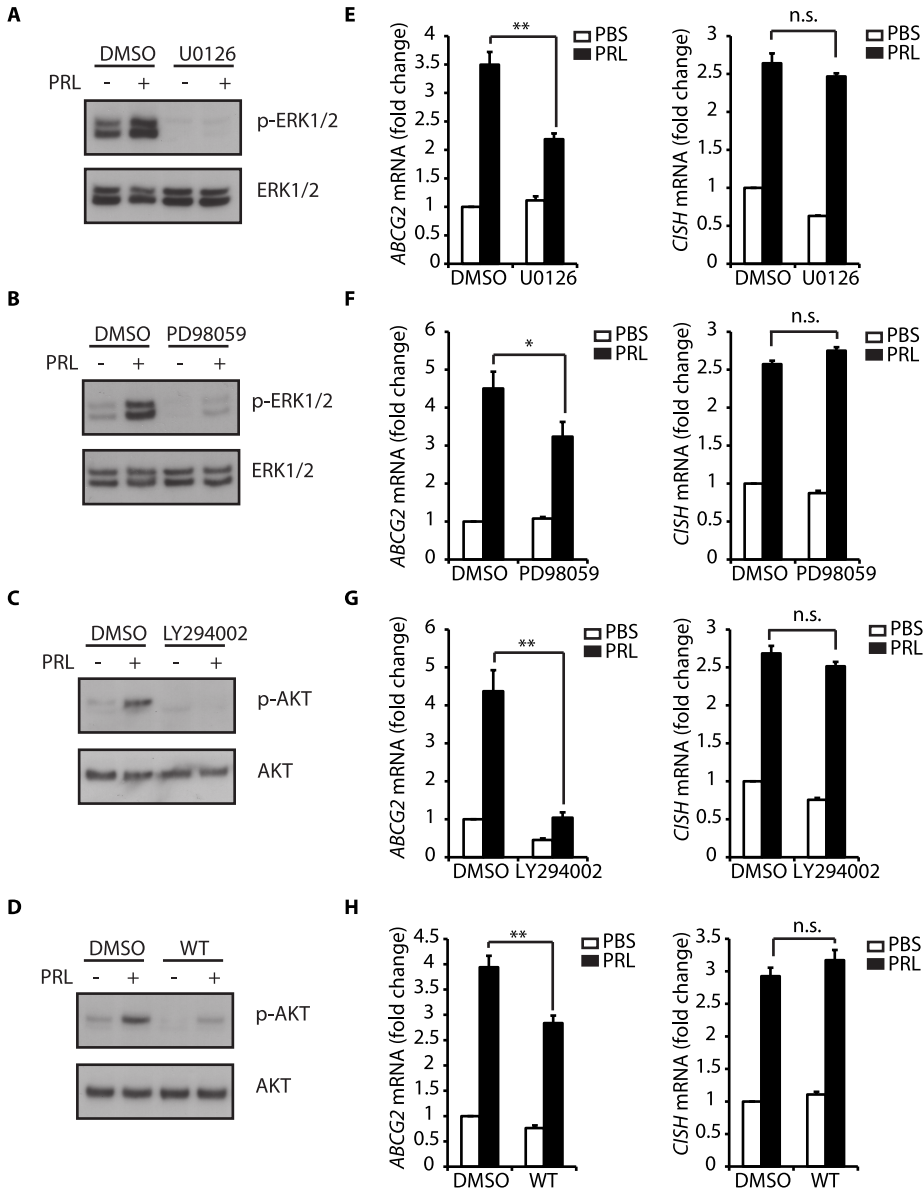 A
DMSO U0126
PRL - + - +
p-ERK1/2
ERK1/2
B
DMSO PD98059
PRL - + - +
p-ERK1/2
ERK1/2
C
DMSO LY294002
PRL - + - +
p-AKT
AKT
D
DMSO WT
PRL - + - +
p-AKT
AKT
E
ABCG2 mRNA (fold change)
4
3.5
3
2.5
2
1.5
1
0.5
0
**
PBS
PRL
DMSO U0126
CISH mRNA (fold change)
3
2.5
2
1.5
1
0.5
0
n.s.
PBS
PRL
DMSO U0126
F
ABCG2 mRNA (fold change)
6
5
4
3
2
1
0
*
PBS
PRL
DMSO PD98059
CISH mRNA (fold change)
3
2.5
2
1.5
1
0.5
0
n.s.
PBS
PRL
DMSO PD98059
G
ABCG2 mRNA (fold change)
6
5
4
3
2
1
0
**
PBS
PRL
DMSO LY294002
CISH mRNA (fold change)
3
2.5
2
1.5
1
0.5
0
n.s.
PBS
PRL
DMSO LY294002
H
ABCG2 mRNA (fold change)
4.5
4
3.5
3
2.5
2
1.5
1
0.5
0
**
PBS
PRL
DMSO WT
CISH mRNA (fold change)
3.5
3
2.5
2
1.5
1
0.5
0
n.s.
PBS
PRL
DMSO WT